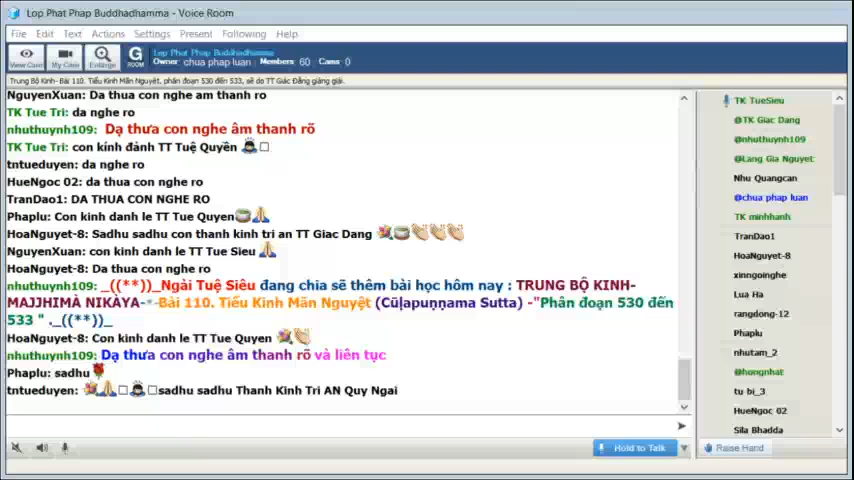 Lop Phat Phap Buddhadhamma - Voice Room
File Edit Text Actions Settings Present Following Help
View Cam My Cam Enlarge G ROOM
Lop Phat Phap Buddhadhamma
Owner: chua phap luan Members: 60 Cams: 0
Trung Bộ Kinh- Bài 110. Tiểu Kinh Mãn Nguyệt, phân đoạn 530 đến 533, sẽ do TT Giác Đẳng giảng giải.
NguyenXuan: Da thua con nghe am thanh ro
TK Tue Tri: da nghe ro
nhuthuynh109: Dạ thưa con nghe âm thanh rõ
TK Tue Tri: con kính đảnh TT Tuệ Quyền
tntueduyen: da nghe ro
HueNgoc 02: da thua con nghe ro
TranDao1: DA THUA CON NGHE RO
Phaplu: Con kinh danh le TT Tue Quyen
HoaNguyet-8: Sadhu sadhu con thanh kinh tri an TT Giac Dang
NguyenXuan: con kinh danh le TT Tue Sieu
HoaNguyet-8: Da thua con nghe ro
nhuthuynh109: _((**))_Ngài Tuệ Siêu đang chia sẽ thêm bài học hôm nay : TRUNG BỘ KINH-
MAJJHIMÀ NIKÀYA-*-Bài 110. Tiểu Kinh Mãn Nguyệt (Cūḷapuṇṇama Sutta) -"Phân đoạn 530 đến
533 " ._((**))_
HoaNguyet-8: Con kinh danh le TT Tue Quyen
nhuthuynh109: Dạ thưa con nghe âm thanh rõ và liên tục
Phaplu: sadhu
tntueduyen: sadhu sadhu Thanh Kinh Tri AN Quy Ngai
Hold to Talk
Raise Hand
TK TueSieu
@TK Giac Dang
@nhuthuynh109
@Lang Gia Nguyet
Nhu Quangcan
@chua phap luan
TK minhhanh
TranDao1
HoaNguyet-8
xinngoinghe
Lua Ha
rangdong-12
Phaplu
nhutam_2
@hongnhat
tu bi_3
HueNgoc 02
Sila Bhadda